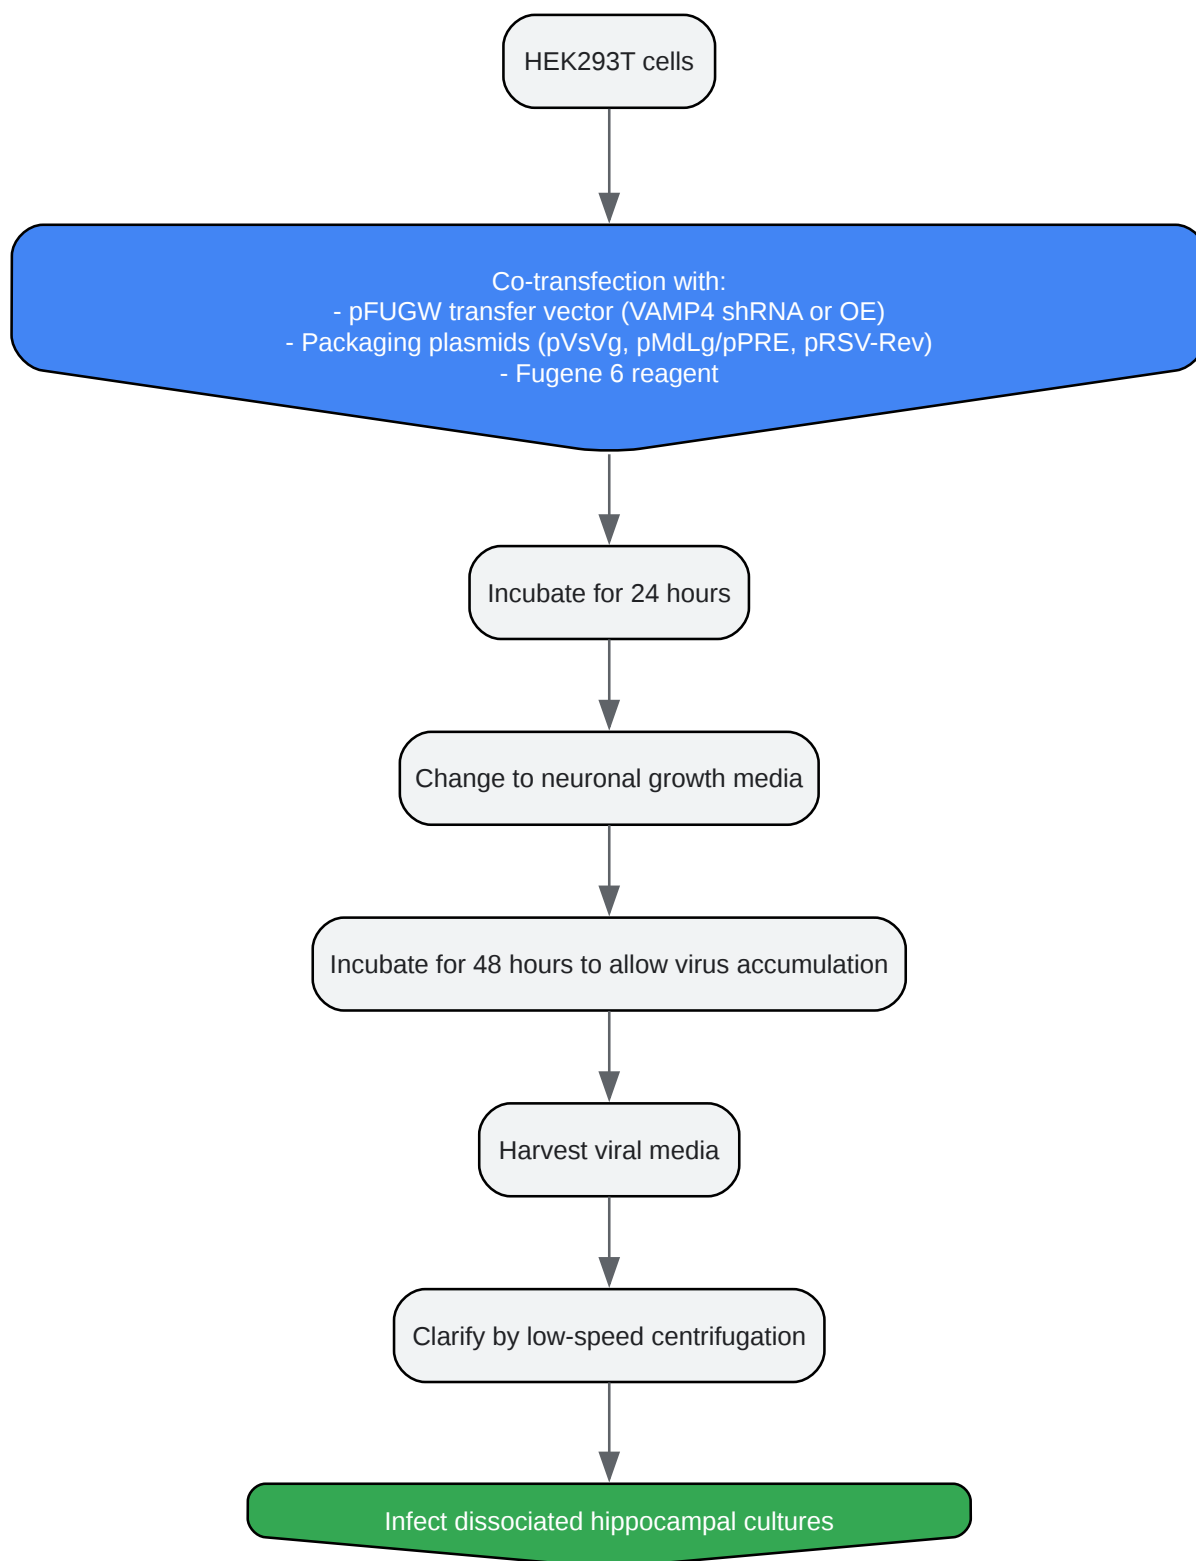 HEK293T cells
Co-transfection with:
- pFUGW transfer vector (VAMP4 shRNA or OE)
- Packaging plasmids (pVsVg, pMdLg/pPRE, pRSV-Rev)
- Fugene 6 reagent
Incubate for 24 hours
Change to neuronal growth media
Incubate for 48 hours to allow virus accumulation
Harvest viral media
Clarify by low-speed centrifugation
Infect dissociated hippocampal cultures